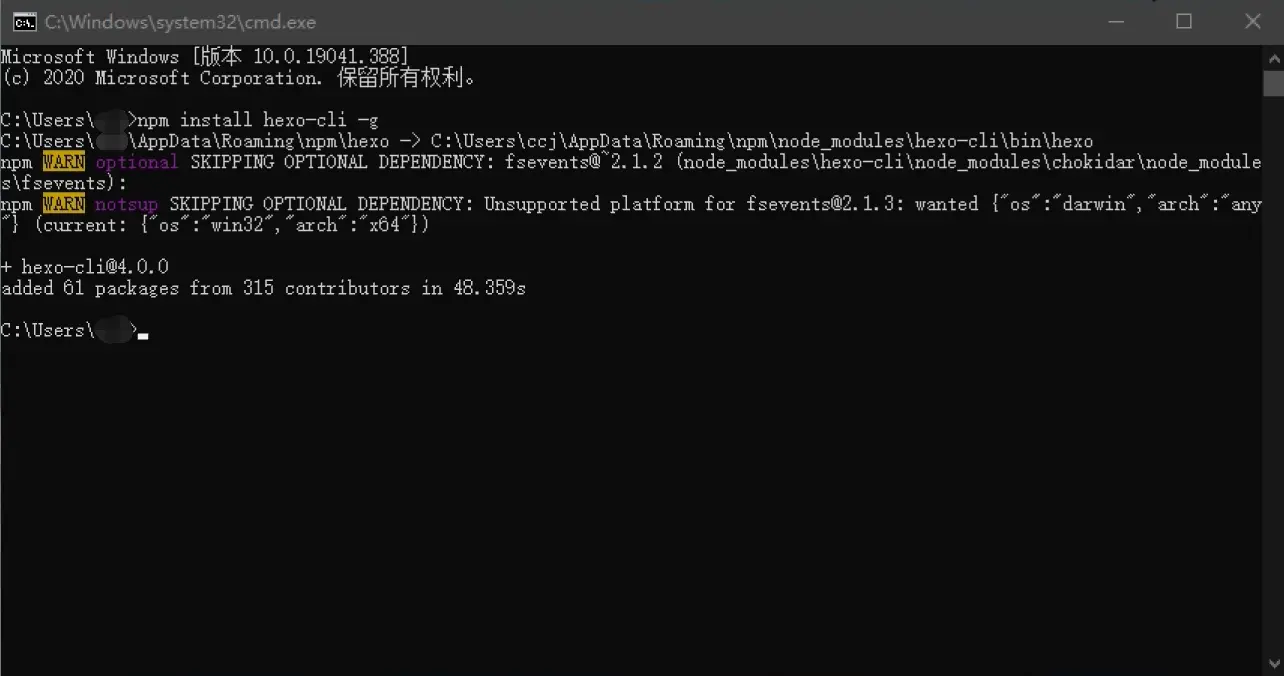 C:\Windows\system32\cmd.exe
Microsoft Windows [版本 10.0.19041.388]
(c) 2020 Microsoft Corporation. 保留所有权利。
C:\Users\ >npm install hexo-cli -g
C:\Users\ \AppData\Roaming\npm\hexo -> C:\Users\ccj\AppData\Roaming\npm\node_modules\hexo-cli\bin\hexo
npm WARN optional SKIPPING OPTIONAL DEPENDENCY: fsevents@~2.1.2 (node_modules\hexo-cli\node_modules\chokidar\node_module
s\fsevents):
npm WARN notsup SKIPPING OPTIONAL DEPENDENCY: Unsupported platform for fsevents@2.1.3: wanted {"os":"darwin","arch":"any
"} (current: {"os":"win32","arch":"x64"})
+ hexo-cli@4.0.0
added 61 packages from 315 contributors in 48.359s
C:\Users\ >